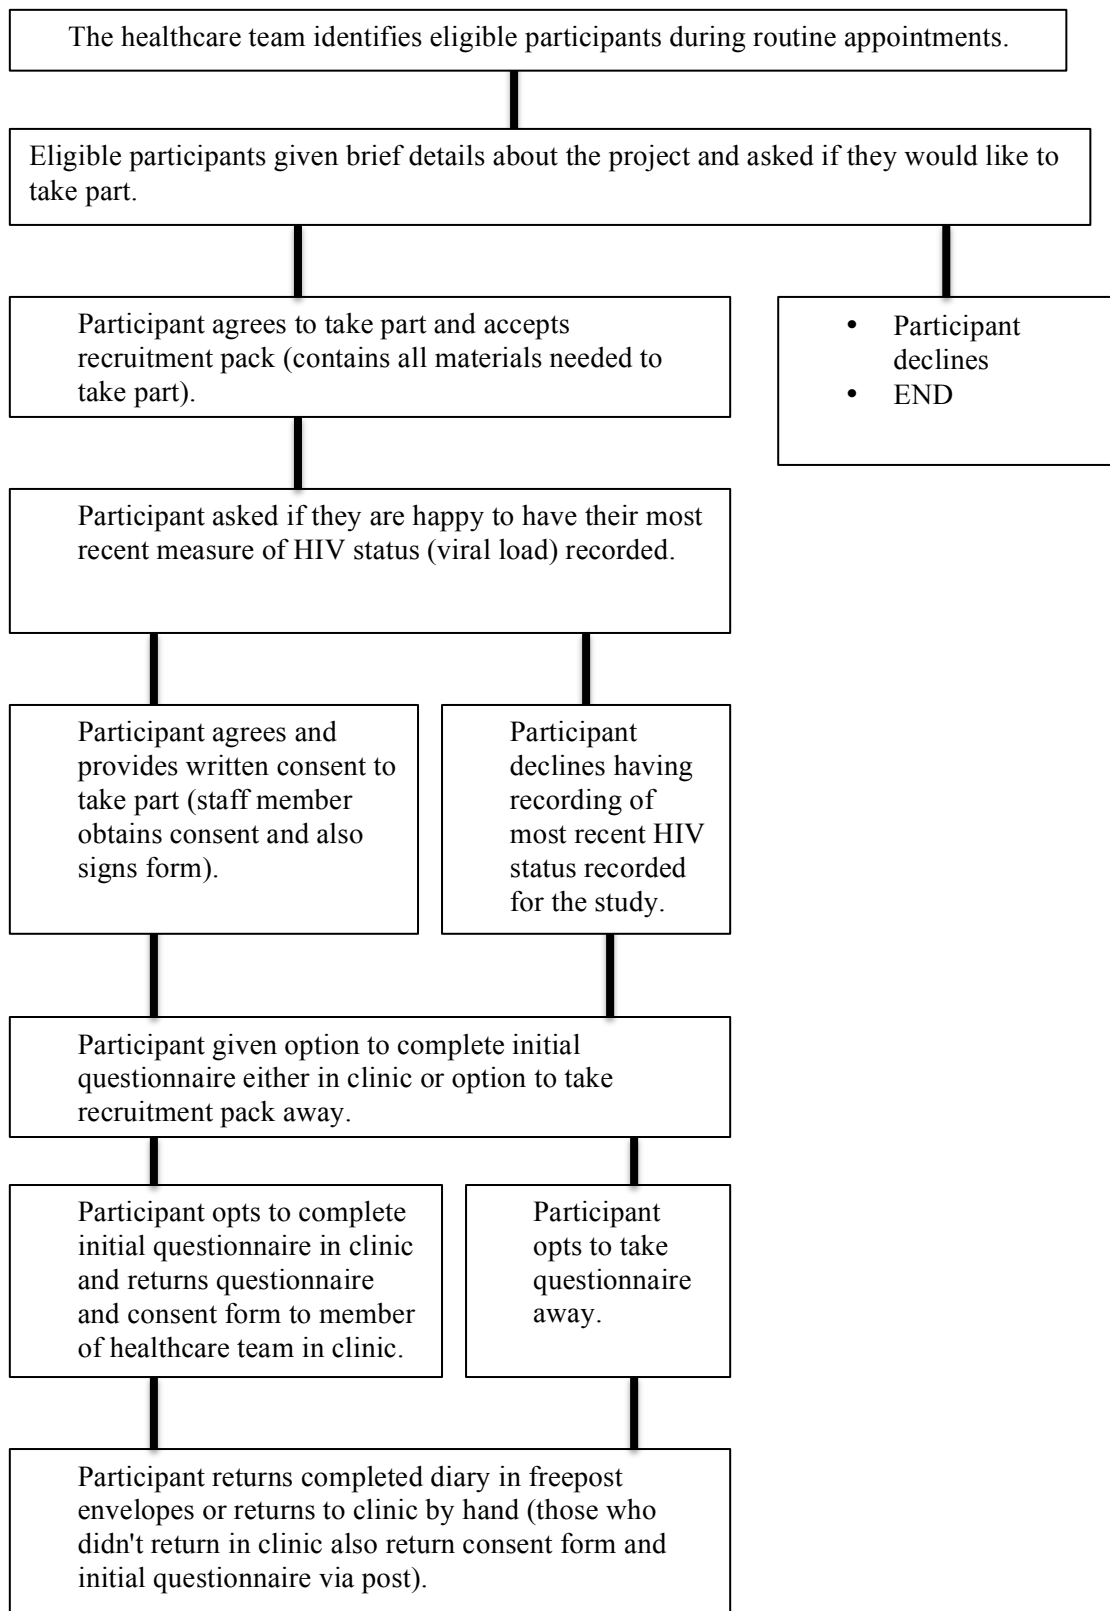 The healthcare team identifies eligible participants during routine appointments.
Eligible participants given brief details about the project and asked if they would like to
take part.
Participant agrees to take part and accepts
recruitment pack (contains all materials needed to
take part).
• Participant
declines
• END
Participant asked if they are happy to have their most
recent measure of HIV status (viral load) recorded.
Participant agrees and
provides written consent to
take part (staff member
obtains consent and also
signs form).
Participant
declines having
recording of
most recent HIV
status recorded
for the study.
Participant given option to complete initial
questionnaire either in clinic or option to take
recruitment pack away.
Participant opts to complete
initial questionnaire in clinic
and returns questionnaire
and consent form to member
of healthcare team in clinic.
Participant
opts to take
questionnaire
away.
Participant returns completed diary in freepost
envelopes or returns to clinic by hand (those who
didn't return in clinic also return consent form and
initial questionnaire via post).